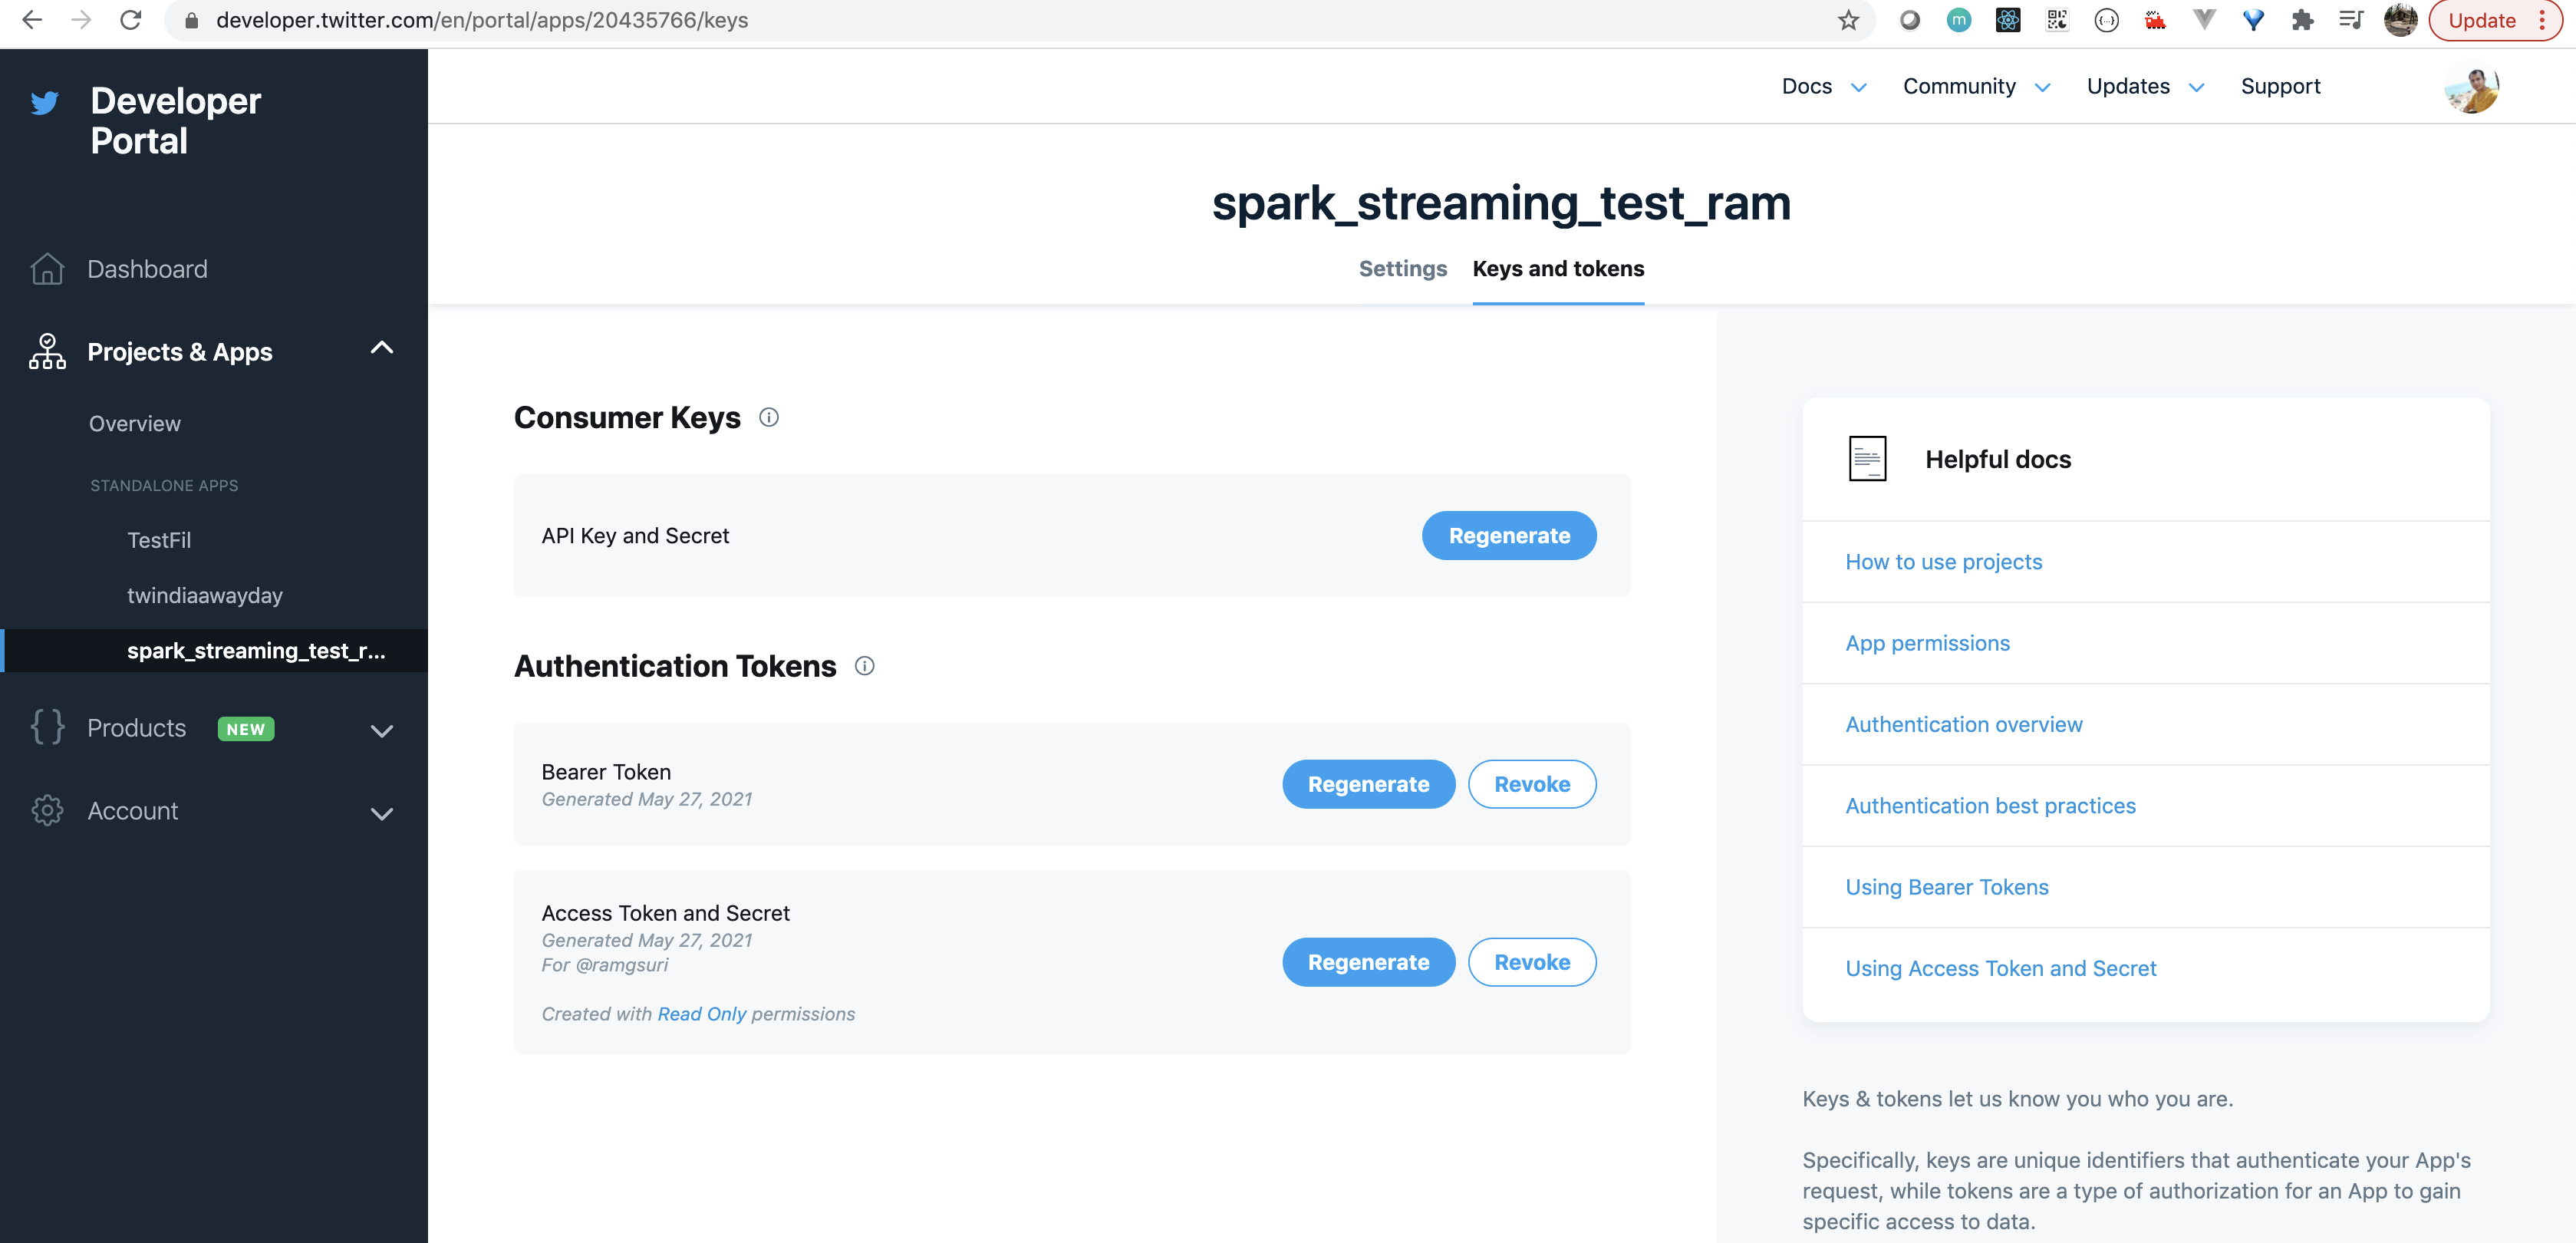 developer.twitter.com/en/portal/apps/20435766/keys
m
Update
Developer
Portal
Docs
Community
Updates
Support
spark_streaming_test_ram
Settings
Keys and tokens
Dashboard
Projects & Apps
Overview
STANDALONE APPS
TestFil
twindiaawayday
spark_streaming_test_r...
Products NEW
Account
Consumer Keys
API Key and Secret
Regenerate
Authentication Tokens
Bearer Token
Generated May 27, 2021
Regenerate
Revoke
Access Token and Secret
Generated May 27, 2021
For @ramgsuri
Created with Read Only permissions
Regenerate
Revoke
Helpful docs
How to use projects
App permissions
Authentication overview
Authentication best practices
Using Bearer Tokens
Using Access Token and Secret
Keys & tokens let us know you who you are.
Specifically, keys are unique identifiers that authenticate your App's
request, while tokens are a type of authorization for an App to gain
specific access to data.